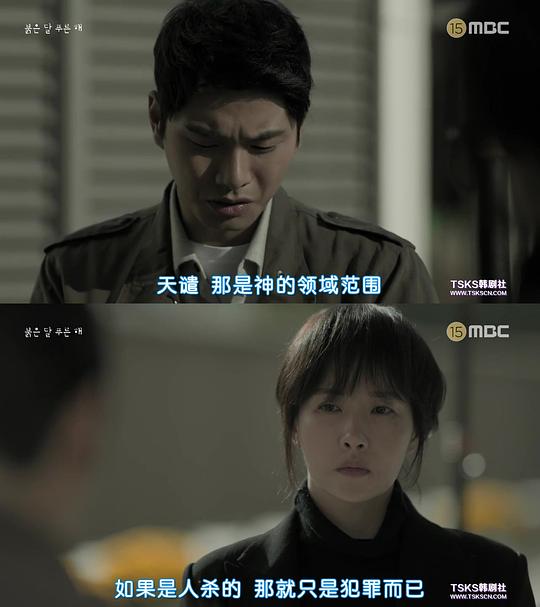 붉은 달 푸른 해
15 MBC
天谴 那是神的领域范围
TSKS韩剧社
WWW.TSKSCN.COM
붉은 달 푸른 해
15 MBC
如果是人杀的 那就只是犯罪而已
TSKS韩剧社
WWW.TSKSCN.COM